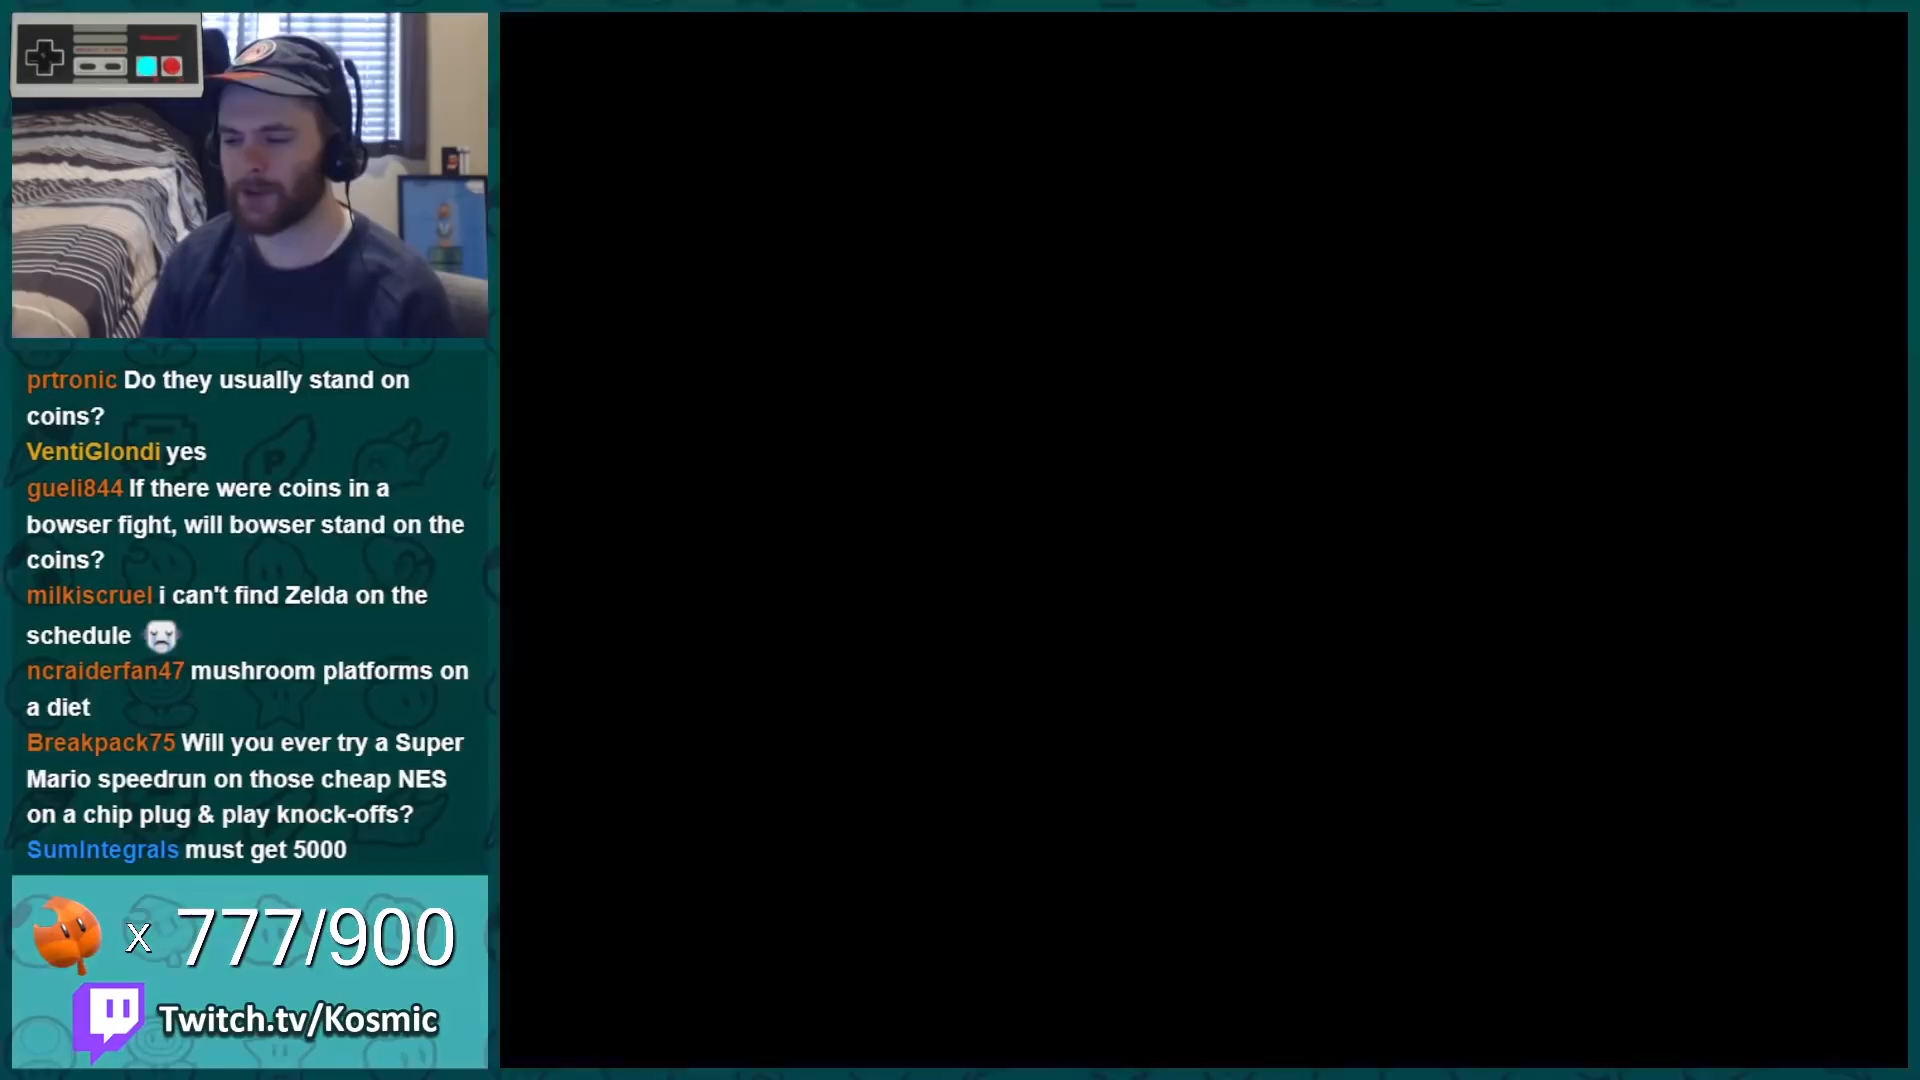 prtronic Do they usually stand on
coins?
VentiGlondi yes
gueli844 If there were coins in a
bowser fight, will bowser stand on the
coins?
milkiscruel i can't find Zelda on the
schedule
ncraiderfan47 mushroom platforms on
a diet
Breakpack75 Will you ever try a Super
Mario speedrun on those cheap NES
on a chip plug & play knock-offs?
SumIntegrals must get 5000
x 777/900
Twitch.tv/Kosmic